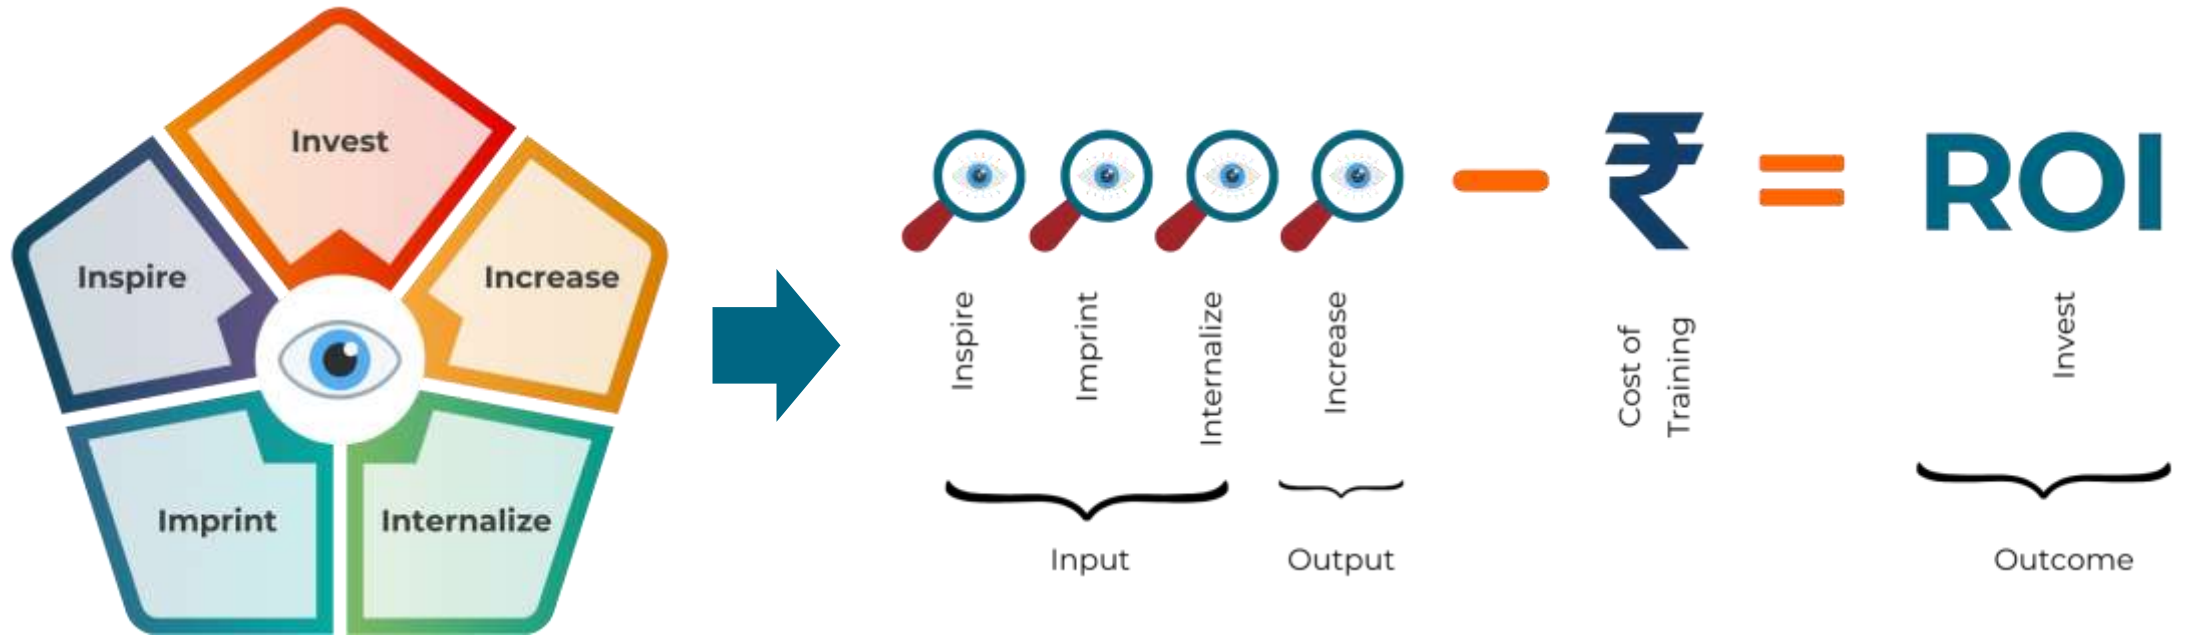 Invest
Inspire
Increase
Imprint
Internalize
₹
ROI
Inspire
Imprint
Internalize
Increase
Cost of
Training
Invest
Input
Output
Outcome